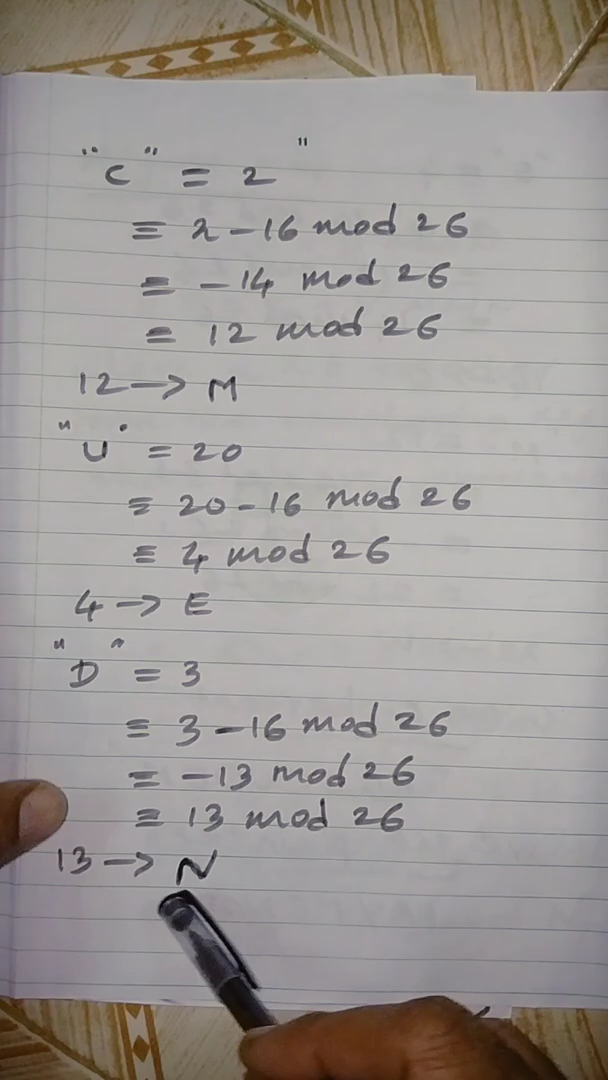 "C" ≡ 2 "
≡ 2 - 16 mod 26
≡ - 14 mod 26
≡ 12 mod 26
12 → M
"U" = 20
≡ 20 - 16 mod 26
≡ 4 mod 26
4 → E
"D" = 3
≡ 3 - 16 mod 26
= - 13 mod 26
≡ 13 mod 26
13 → N